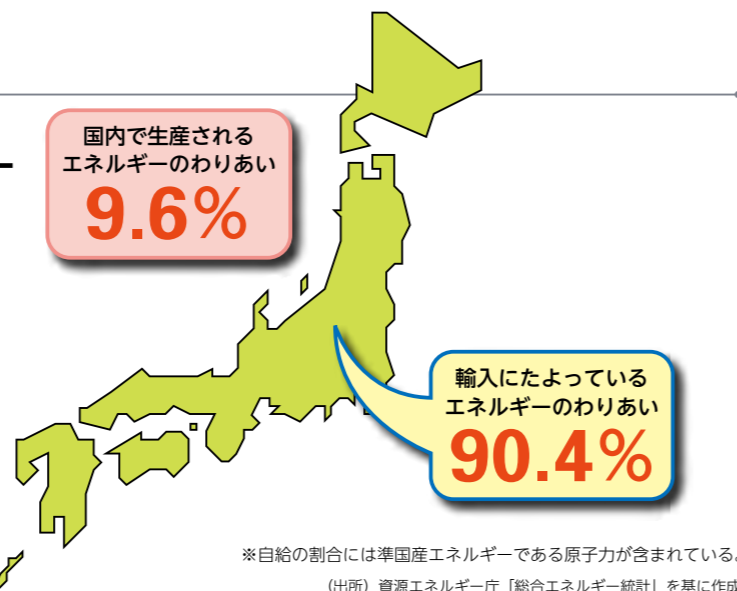 国内で生産される
エネルギーのわりあい
9.6%
輸入にたよっている
エネルギーのわりあい
90.4%
※自給の割合には準国産エネルギーである原子力が含まれている。
（出所）資源エネルギー庁「総合エネルギー統計」を基に作成